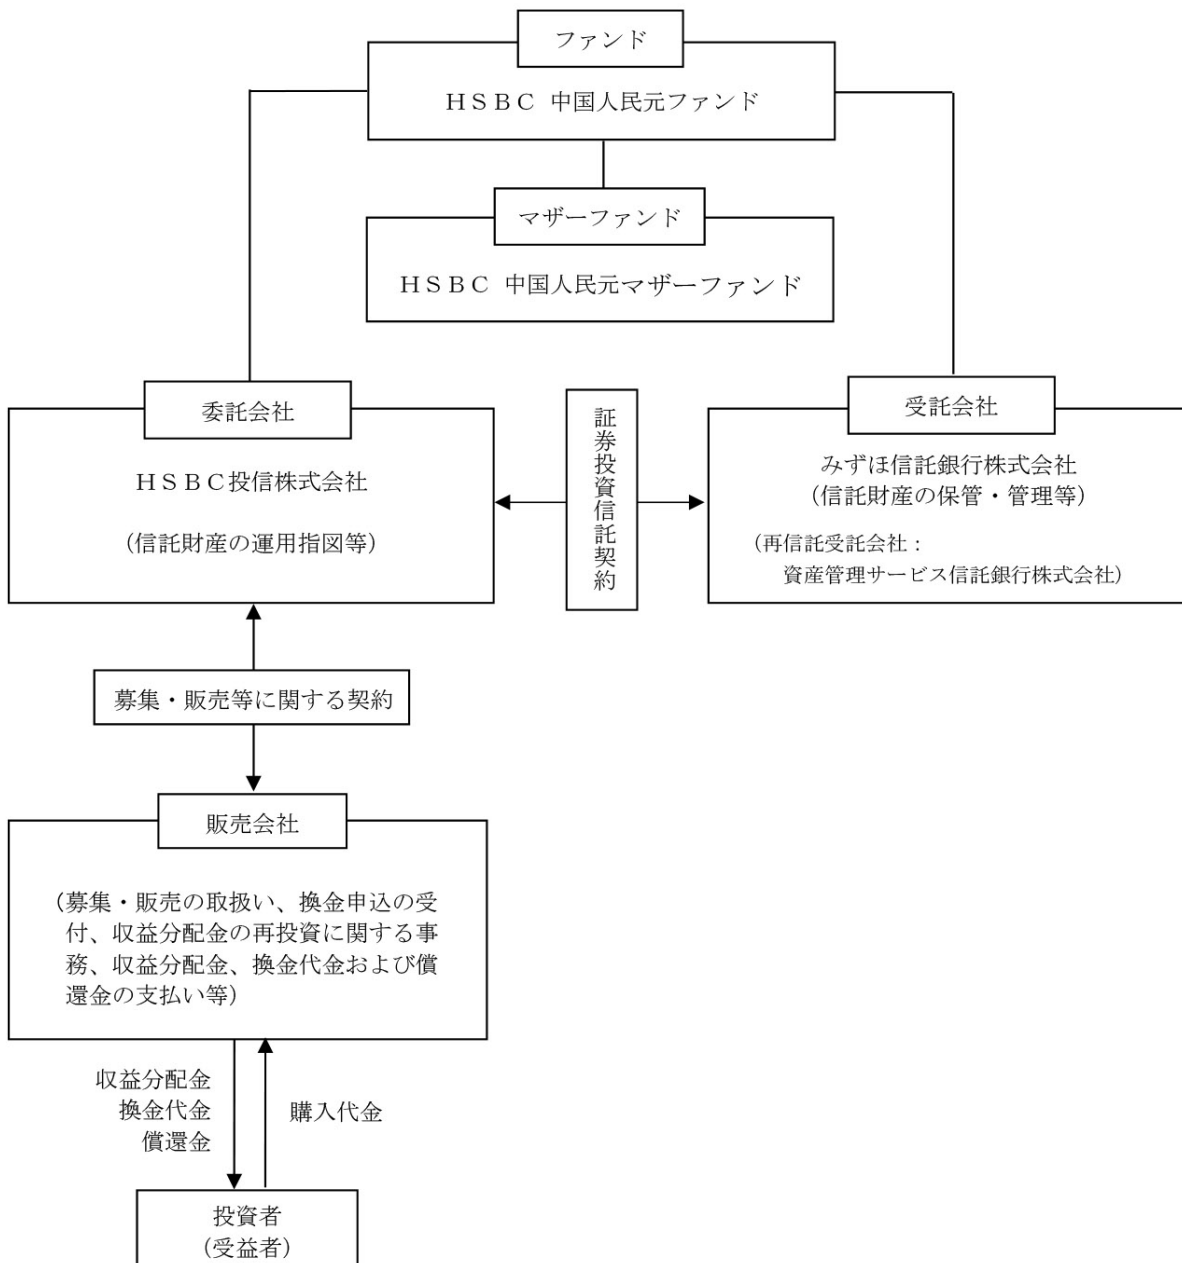 ファンド
ＨＳＢＣ 中国人民元ファンド
マザーファンド
ＨＳＢＣ 中国人民元マザーファンド
委託会社
ＨＳＢＣ投信株式会社
（信託財産の運用指図等）
証券投資信託契約
受託会社
みずほ信託銀行株式会社
（信託財産の保管・管理等）
（再信託受託会社：
資産管理サービス信託銀行株式会社）
募集・販売等に関する契約
販売会社
（募集・販売の取扱い、換金申込の受
付、収益分配金の再投資に関する事
務、収益分配金、換金代金および償
還金の支払い等）
収益分配金
換金代金
償還金
購入代金
投資者
（受益者）